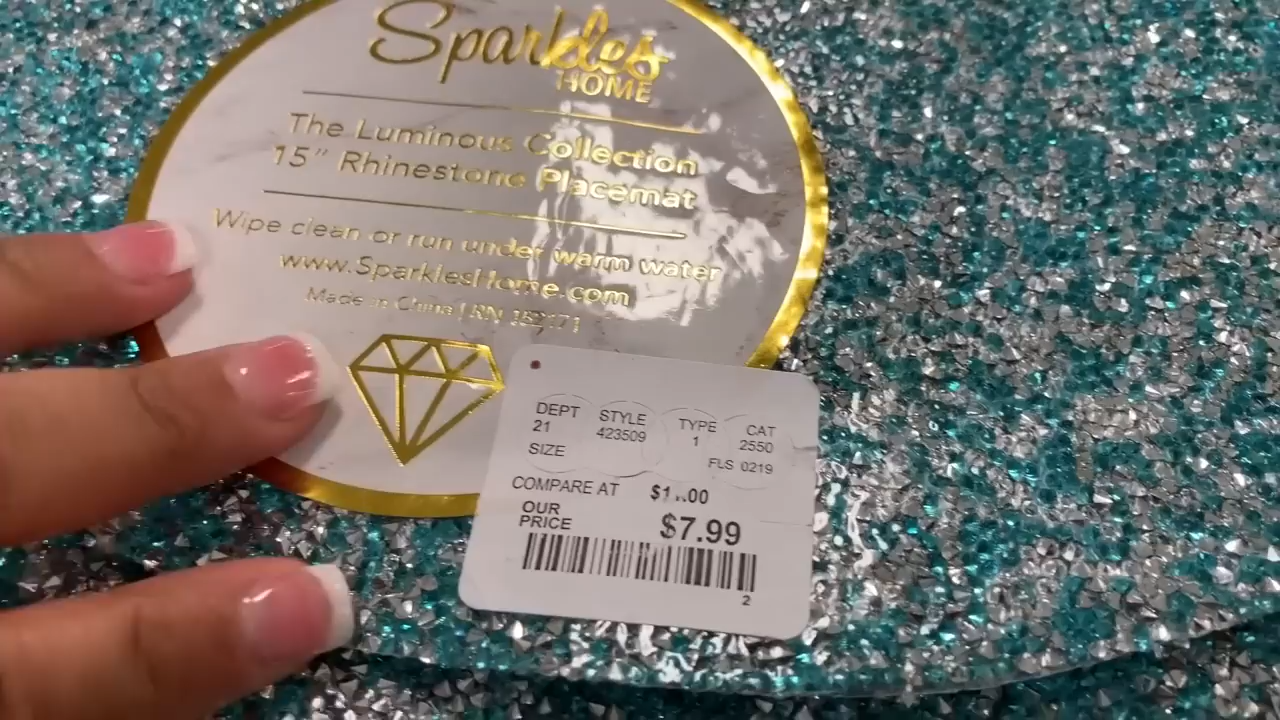 Sparkles
HOME
The Luminous Collection
15" Rhinestone Placemat
Wipe clean or run under warm water
www.SparklesHome.com
Made in China | RN
DEPT STYLE TYPE CAT
21 423509 1 2550
SIZE FLS 0219
COMPARE AT
OUR
PRICE $7.99
2